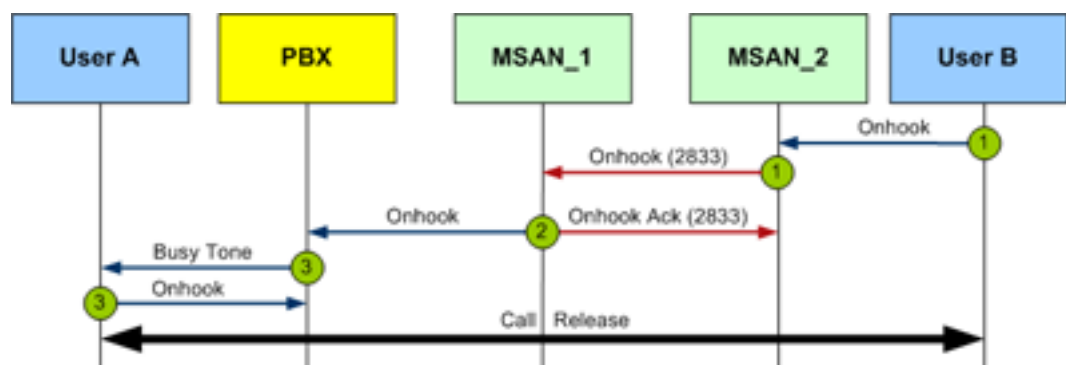 User A
PBX
MSAN_1
MSAN_2
User B
Onhook
1
Onhook (2833)
1
Onhook
2
Onhook Ack (2833)
Busy Tone
3
3
Onhook
Call Release